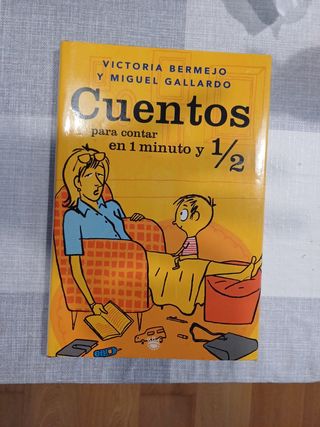 VICTORIA BERMEJO
Y MIGUEL GALLARDO
Cuentos
para contar
en 1 minuto y 1/2